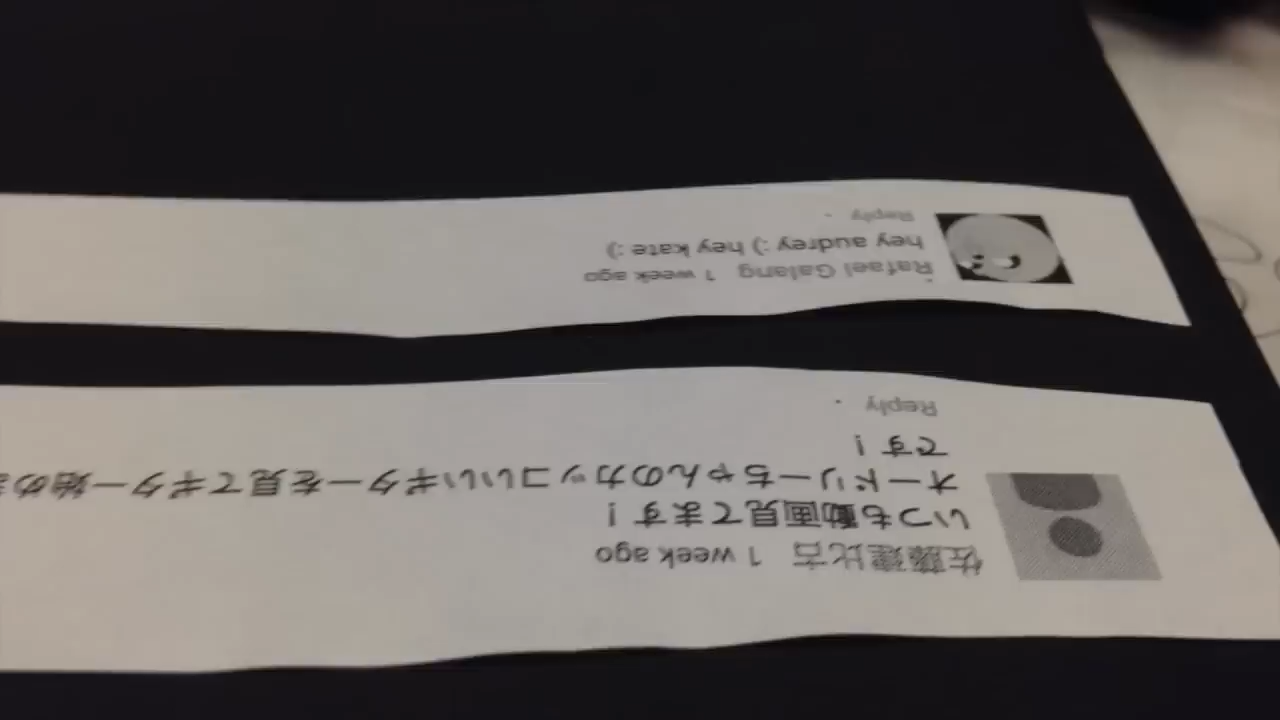 佐藤建比古 1 week ago
いつも動画見てます！
オードリーちゃんのカッコいいギターを見てギター始め
です！
Reply ·
Rafael Galang 1 week ago
hey audrey :) hey kate :)
Reply ·